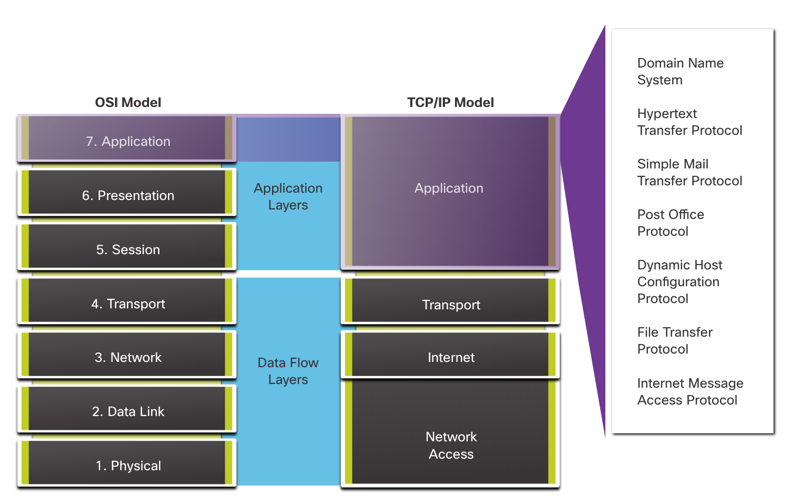 OSI Model
7. Application
6. Presentation
5. Session
4. Transport
3. Network
2. Data Link
1. Physical
Application
Layers
Data Flow
Layers
TCP/IP Model
Application
Transport
Internet
Network
Access
Domain Name
System
Hypertext
Transfer Protocol
Simple Mail
Transfer Protocol
Post Office
Protocol
Dynamic Host
Configuration
Protocol
File Transfer
Protocol
Internet Message
Access Protocol